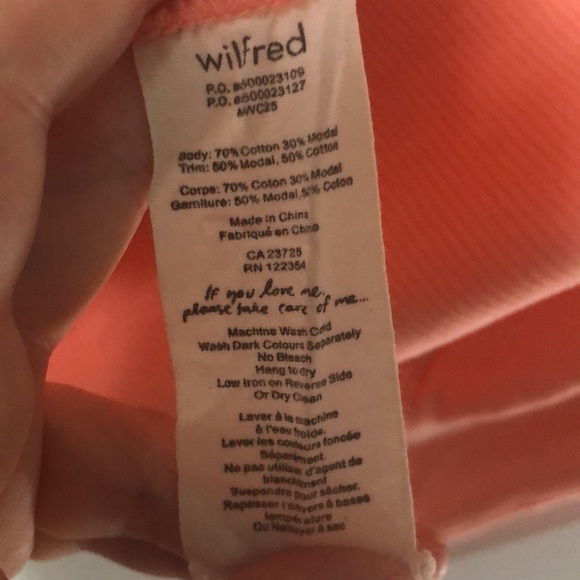 wilfred
P.O. #500023109
P.O. #500023127
MVC25
Body: 70% Cotton 30% Modal
Trim: 50% Modal, 50% Cotton
Corps: 70% Coton 30% Modal
Garniture: 50% Modal, 5% Coton
Made in China
Fabriqué en Chine
CA 23725
RN 122354
If you love me,
please take care of me...
Machine Wash Cold
Wash Dark Colours Separately
No Bleach
Hang to dry
Low Iron on Reverse Side
Or Dry Clean
Laver à la machine
à l'eau froide.
Laver les couleurs foncée
Séparément.
Ne pas utiliser d'agent de
blanchiment
Suspendre pour sécher.
Repasser l'envers à basse
température
Ou Nettoyer à sec